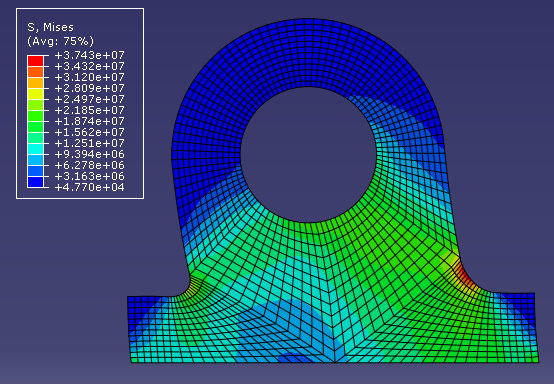 S, Mises
(Avg: 75%)
+3.743e+07
+3.432e+07
+3.120e+07
+2.809e+07
+2.497e+07
+2.185e+07
+1.874e+07
+1.562e+07
+1.251e+07
+9.394e+06
+6.278e+06
+3.163e+06
+4.770e+04